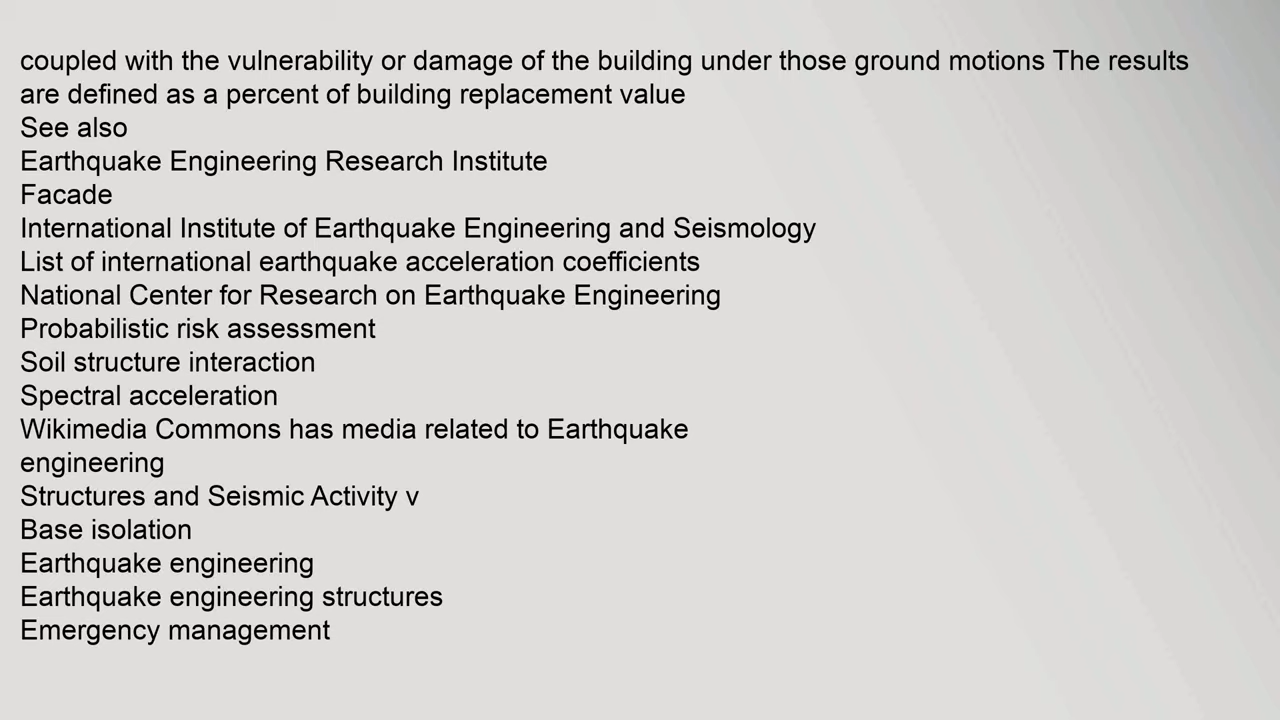 coupled with the vulnerability or damage of the building under those ground motions The results
are defined as a percent of building replacement value
See also
Earthquake Engineering Research Institute
Facade
International Institute of Earthquake Engineering and Seismology
List of international earthquake acceleration coefficients
National Center for Research on Earthquake Engineering
Probabilistic risk assessment
Soil structure interaction
Spectral acceleration
Wikimedia Commons has media related to Earthquake
engineering
Structures and Seismic Activity v
Base isolation
Earthquake engineering
Earthquake engineering structures
Emergency management